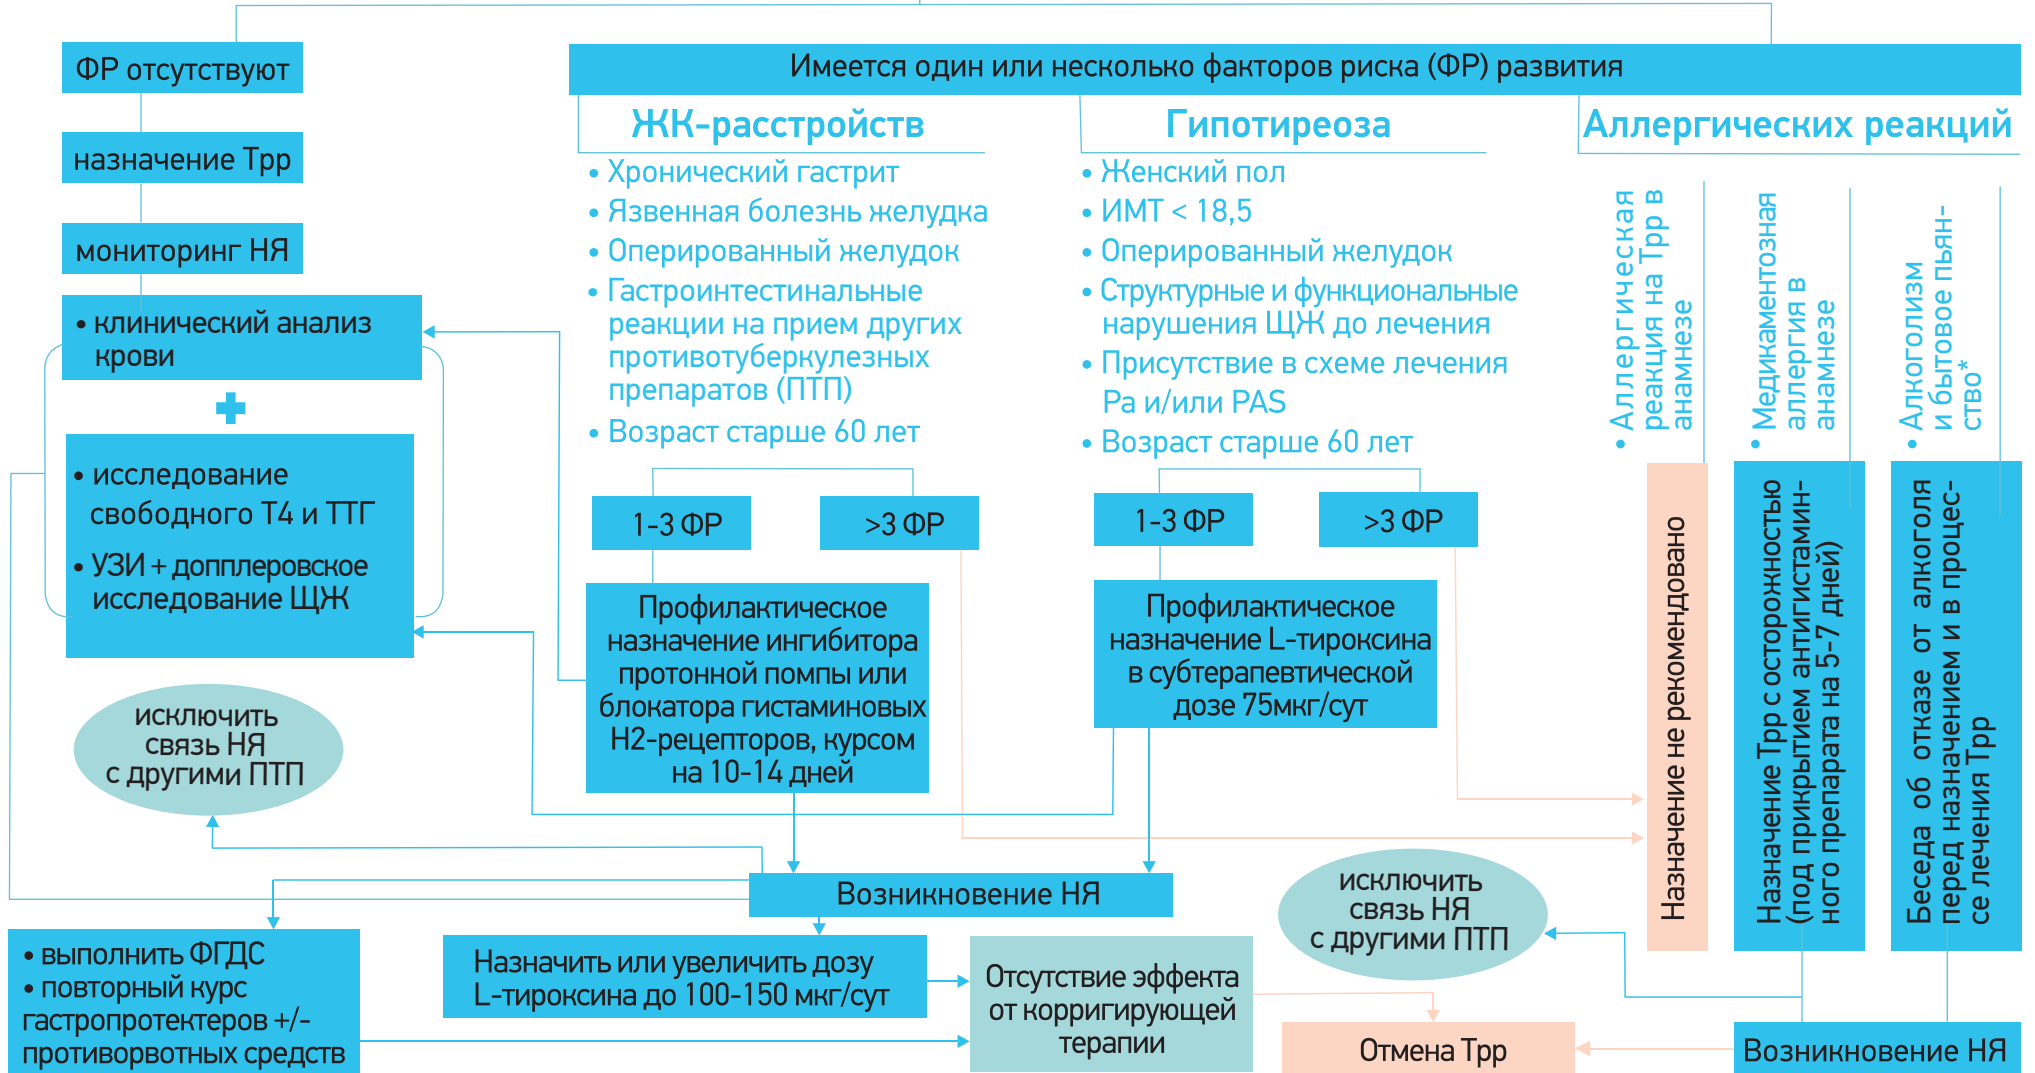 ФР отсутствуют
назначение Трр
мониторинг НЯ
• клинический анализ
крови
+
• исследование
свободного Т4 и ТТГ
• УЗИ + допплеровское
исследование ЩЖ
исключить
связь НЯ
с другими ПТП
Имеется один или несколько факторов риска (ФР) развития
ЖК-расстройств
• Хронический гастрит
• Язвенная болезнь желудка
• Оперированный желудок
• Гастроинтестинальные
реакции на прием других
противотуберкулезных
препаратов (ПТП)
• Возраст старше 60 лет
1-3 ФР
>3 ФР
Профилактическое
назначение ингибитора
протонной помпы или
блокатора гистаминовых
Н2-рецепторов, курсом
на 10-14 дней
Гипотиреоза
• Женский пол
• ИМТ < 18,5
• Оперированный желудок
• Структурные и функциональные
нарушения ЩЖ до лечения
• Присутствие в схеме лечения
Pa и/или PAS
• Возраст старше 60 лет
1-3 ФР
>3 ФР
Профилактическое
назначение L-тироксина
в субтерапевтической
дозе 75мкг/сут
Аллергических реакций
• Аллергическая
реакция на Трр в
анамнезе
Назначение не рекомендовано
• Медикаментозная
аллергия в
анамнезе
Назначение Трр с осторожностью
(под прикрытием антигистамин-
ного препарата на 5-7 дней)
• Алкоголизм
и бытовое пьян-
ство*
Беседа об отказе от алкоголя
перед назначением и в процес-
се лечения Трр
Возникновение НЯ
• выполнить ФГДС
• повторный курс
гастропротектеров +/-
противорвотных средств
Назначить или увеличить дозу
L-тироксина до 100-150 мкг/сут
Отсутствие эффекта
от корригирующей
терапии
исключить
связь НЯ
с другими ПТП
Отмена Трр
Возникновение НЯ